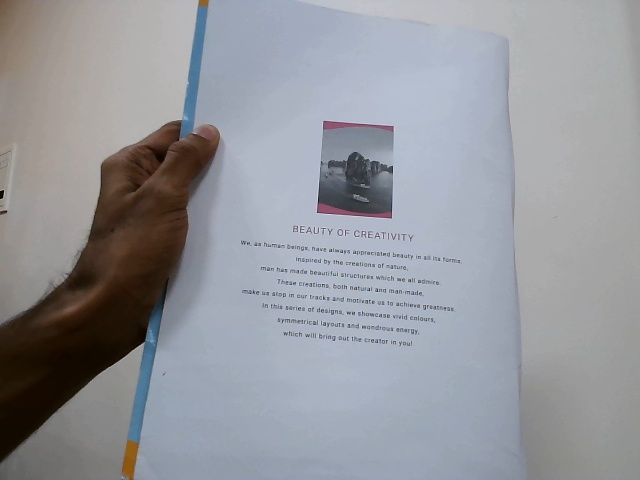 BEAUTY OF CREATIVITY
We, as human beings, have always appreciated beauty in all its forms.
Inspired by the creations of nature,
man has made beautiful structures which we all admire.
These creations, both natural and man-made,
make us stop in our tracks and motivate us to achieve greatness.
In this series of designs, we showcase vivid colours,
symmetrical layouts and wondrous energy,
which will bring out the creator in you!